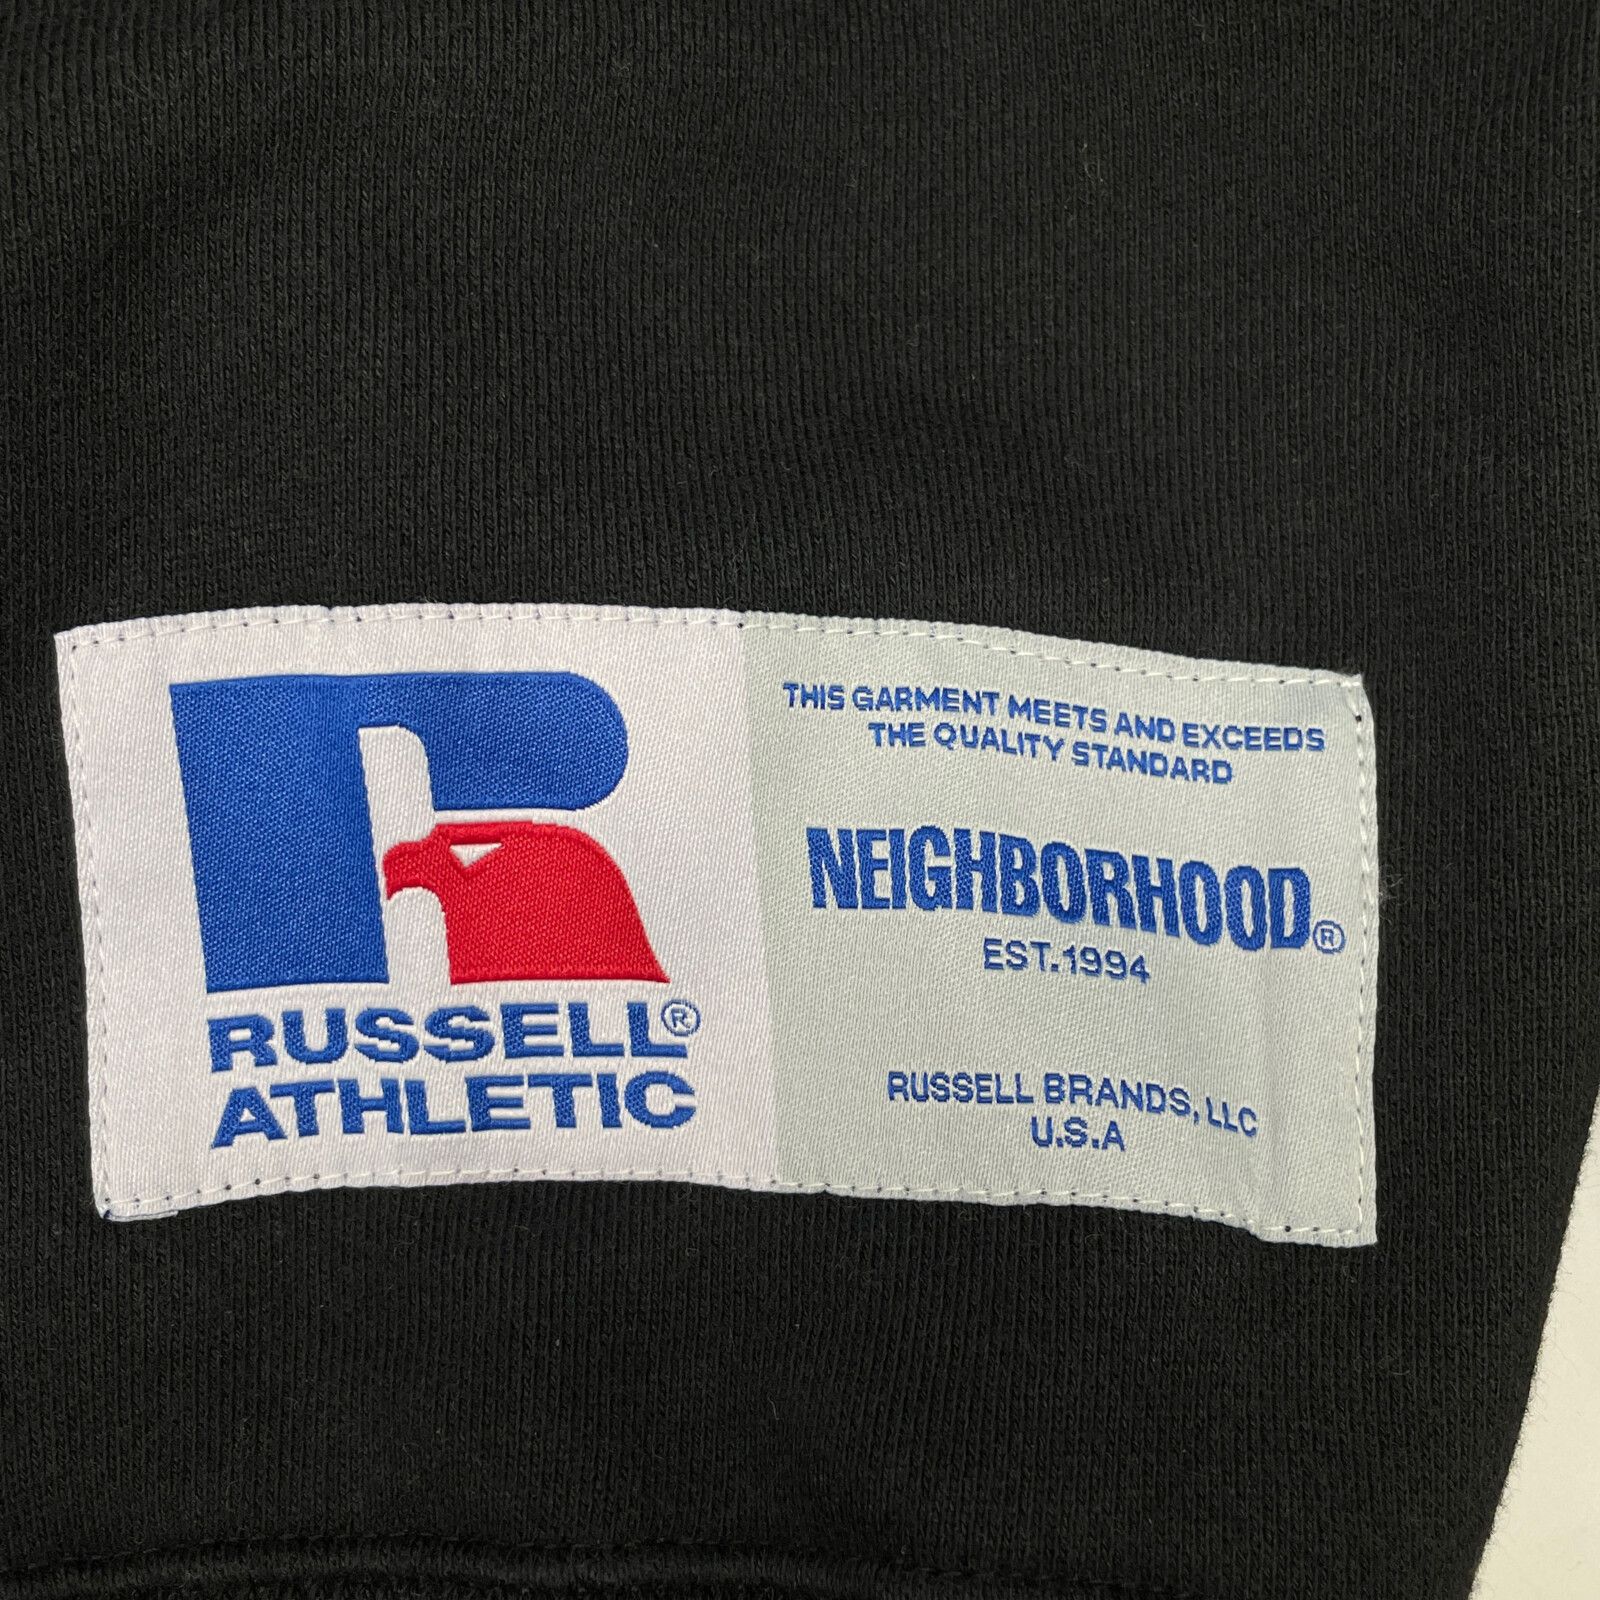 R
RUSSELL®
ATHLETIC
THIS GARMENT MEETS AND EXCEEDS
THE QUALITY STANDARD
NEIGHBORHOOD®
EST.1994
RUSSELL BRANDS, LLC
U.S.A